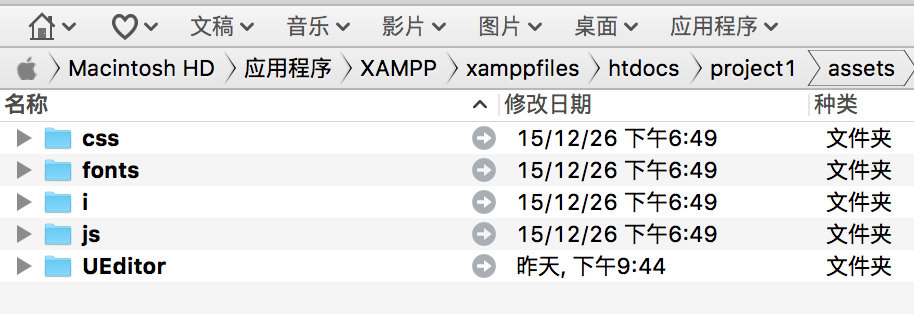 文稿 音乐 影片 图片 桌面 应用程序
Macintosh HD 应用程序 XAMPP xamppfiles htdocs project1 assets
名称 修改日期 种类
css 15/12/26 下午6:49 文件夹
fonts 15/12/26 下午6:49 文件夹
i 15/12/26 下午6:49 文件夹
js 15/12/26 下午6:49 文件夹
UEditor 昨天, 下午9:44 文件夹